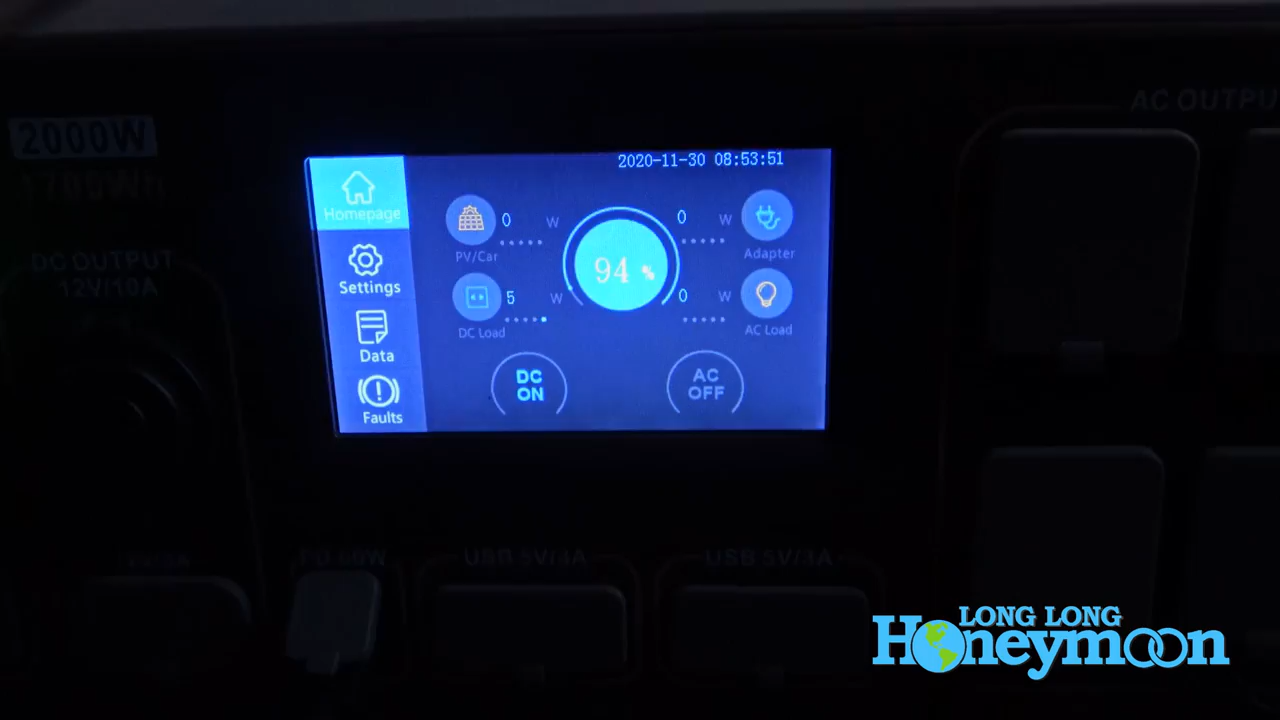 AC OUTPU
2000W
1700Wh
2020-11-30 08:53:51
Homepage
0 W
PV/Car
0 W
Adapter
94 %
DC OUTPUT
12V/10A
Settings
5 W
DC Load
0 W
AC Load
Data
DC
ON
AC
OFF
Faults
PD 60W
USB 5V/3A
USB 5V/3A
LONG LONG
Honeymoon